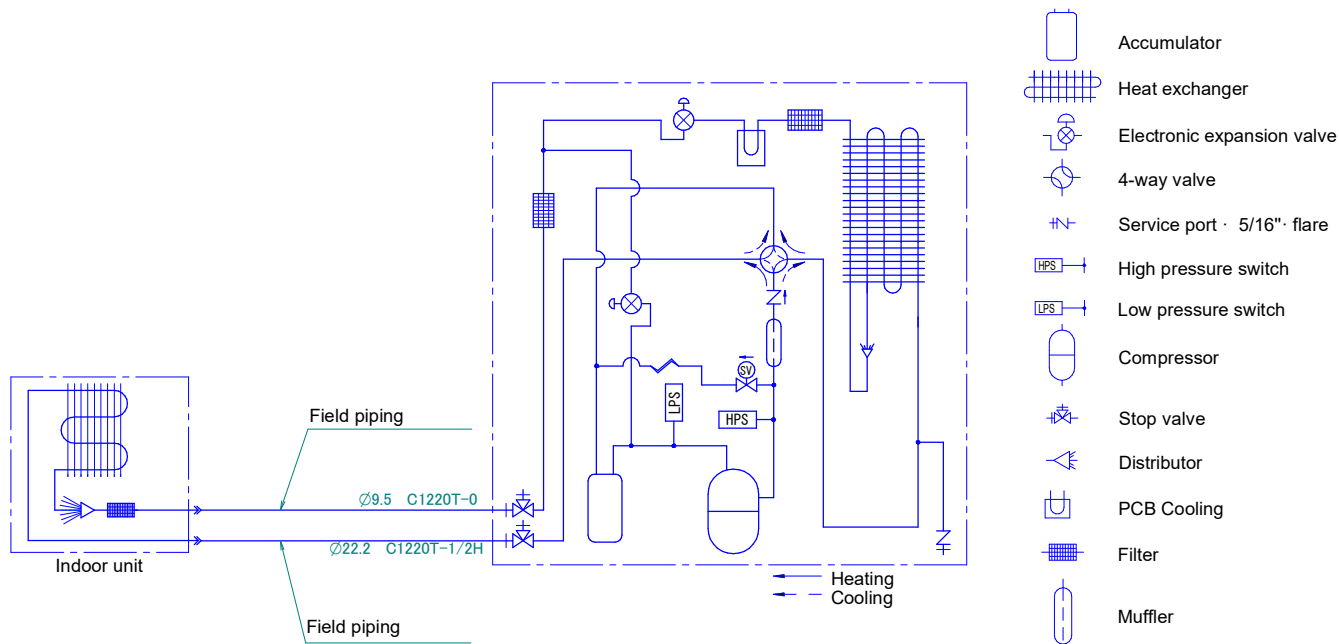 Accumulator
Heat exchanger
Electronic expansion valve
4-way valve
Service port · 5/16"· flare
HPS High pressure switch
LPS Low pressure switch
Compressor
Stop valve
Distributor
PCB Cooling
Filter
Muffler
SV
LPS
HPS
Field piping
Ø9.5 C1220T-0
Ø22.2 C1220T-1/2H
Indoor unit
Field piping
Heating
Cooling